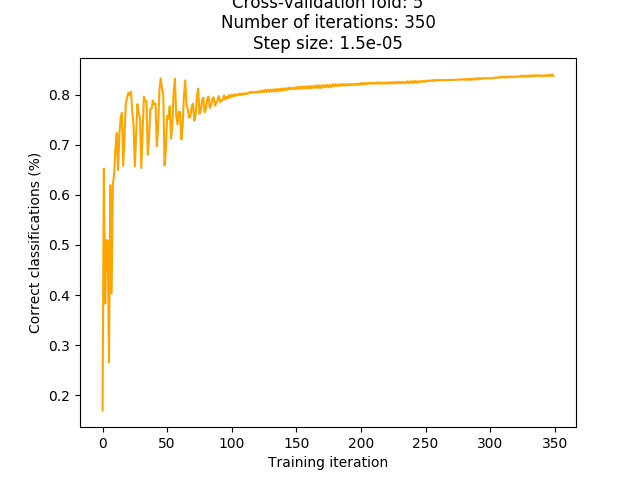 Cross-validation fold: 5
Number of iterations: 350
Step size: 1.5e-05
0.8
0.7
0.6
0.5
0.4
0.3
0.2
Correct classifications (%)
0 50 100 150 200 250 300 350
Training iteration